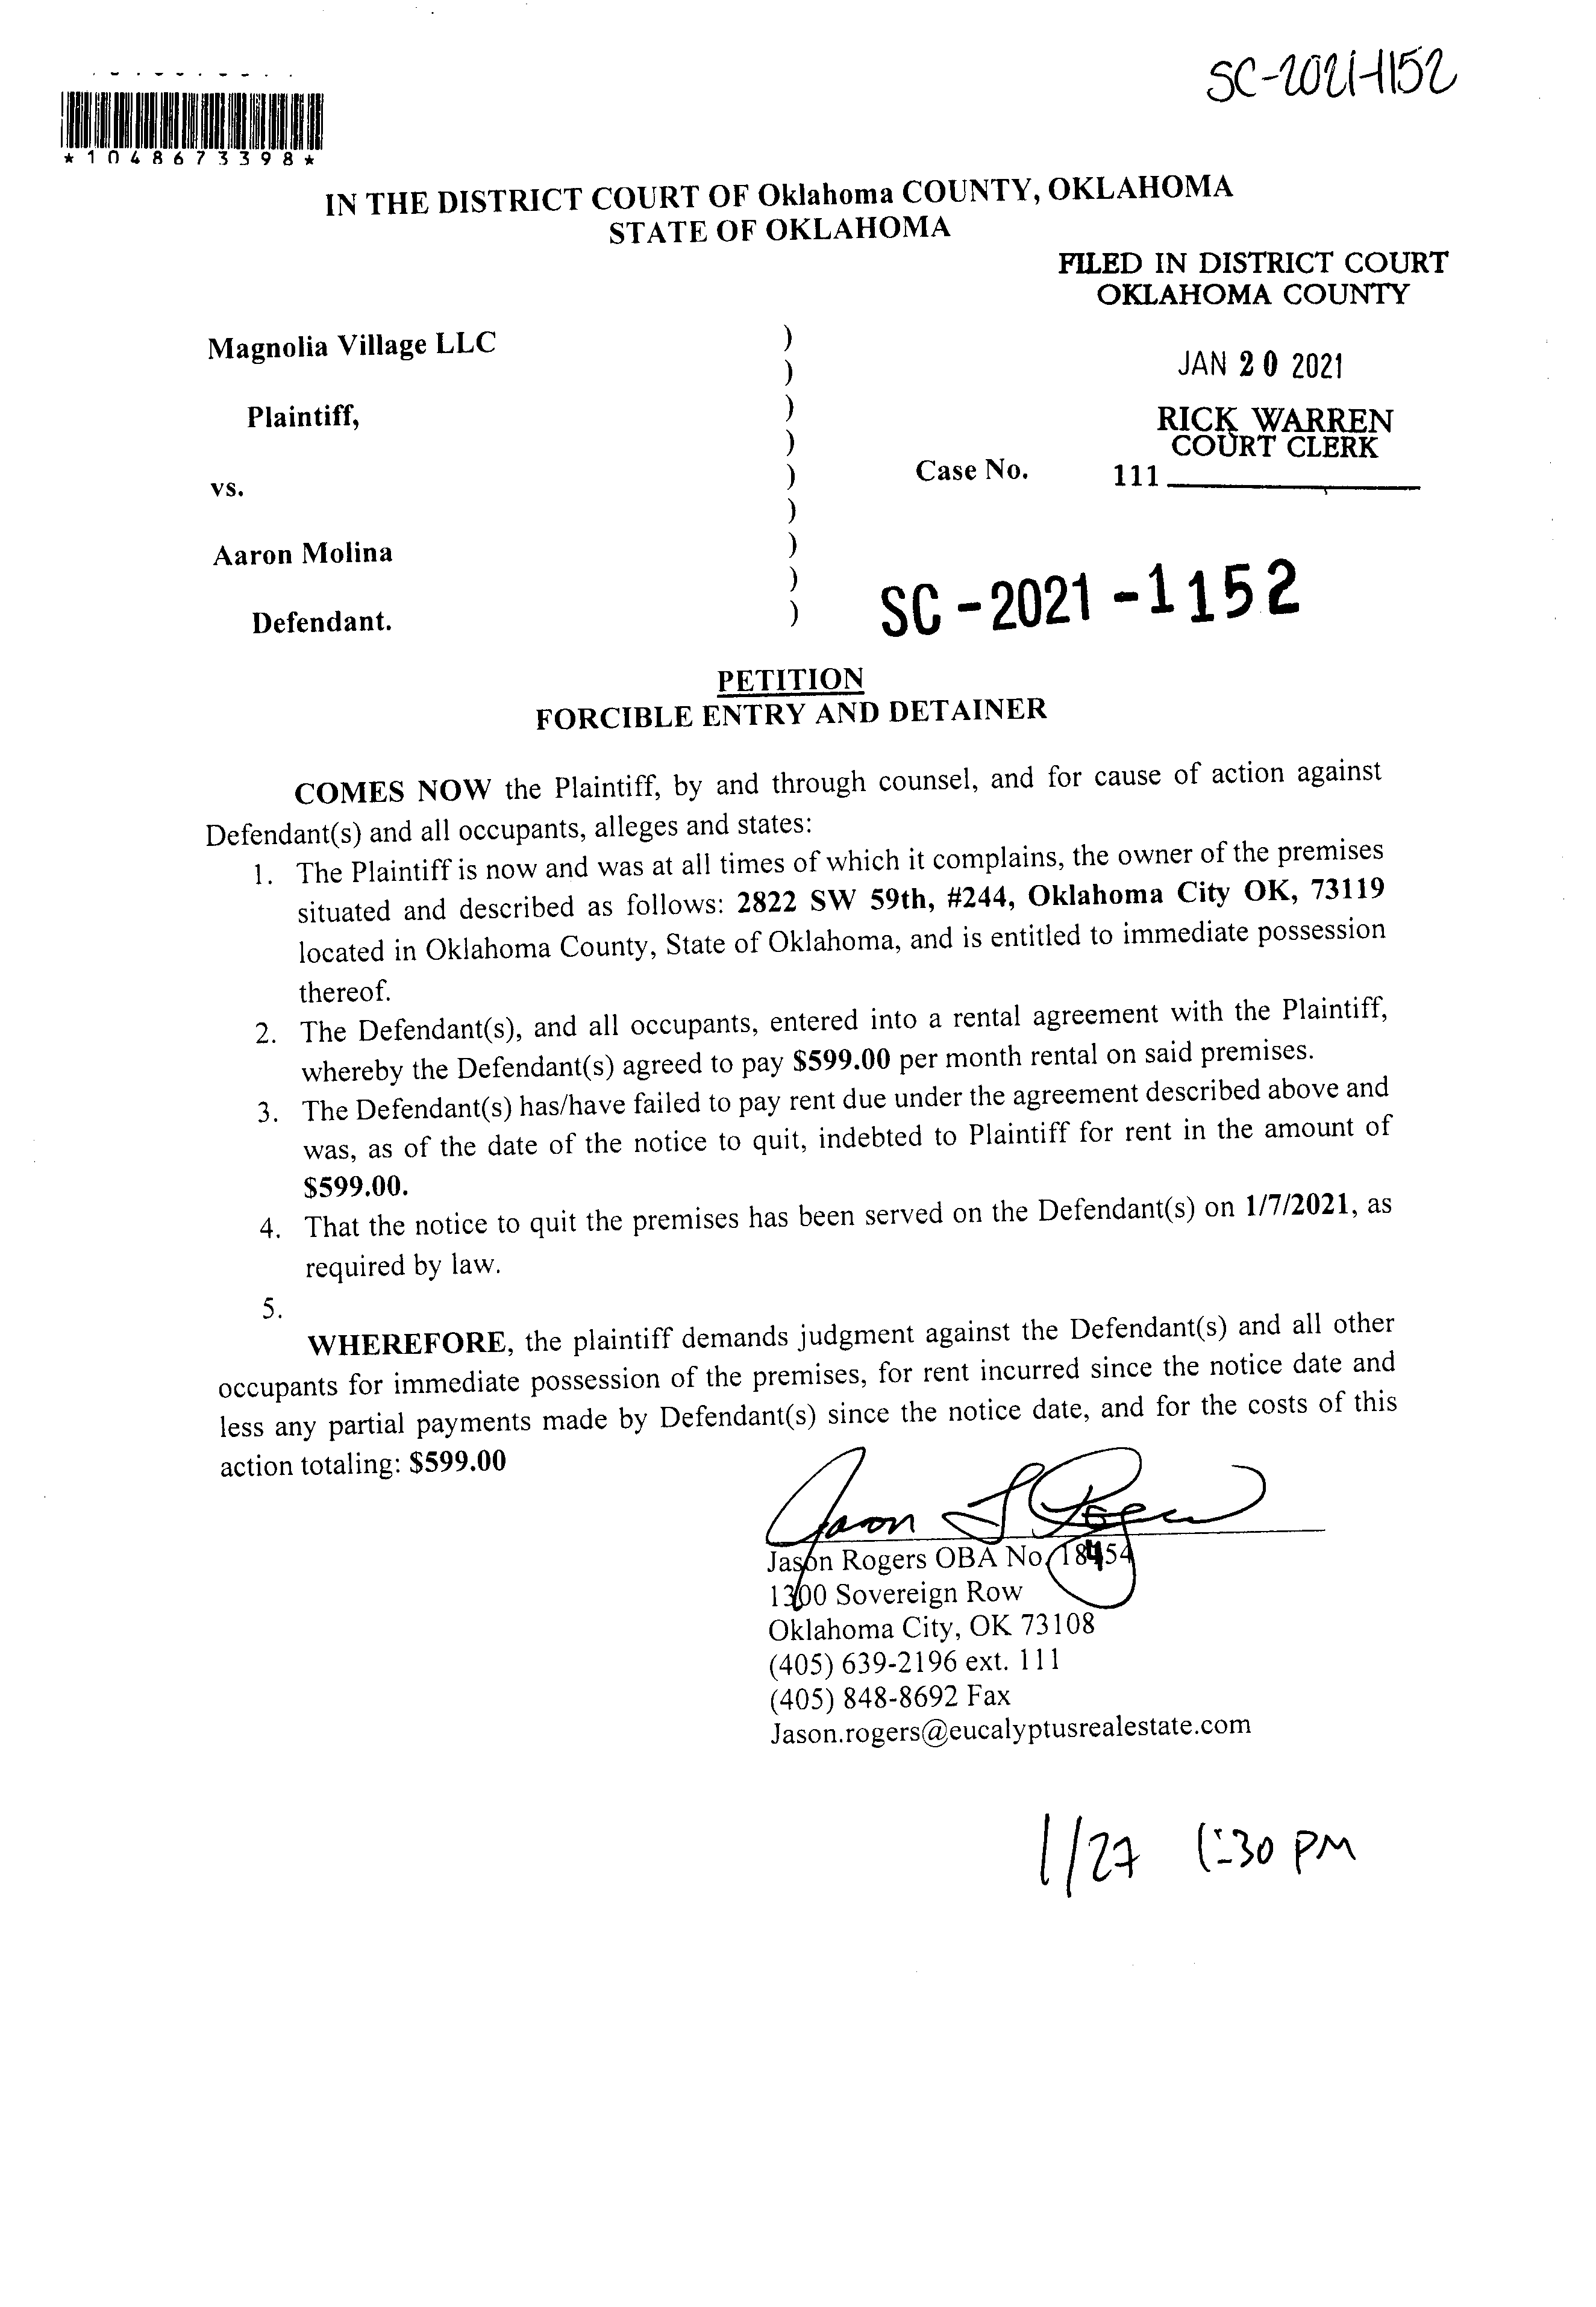 SC-2021-1152
*1048673398*
IN THE DISTRICT COURT OF Oklahoma COUNTY, OKLAHOMA
STATE OF OKLAHOMA
FILED IN DISTRICT COURT
OKLAHOMA COUNTY
Magnolia Village LLC )
)
JAN 20 2021
Plaintiff, )
RICK WARREN
COURT CLERK
)
vs. ) Case No. 111
)
Aaron Molina )
)
Defendant. ) SC-2021-1152
PETITION
FORCIBLE ENTRY AND DETAINER
COMES NOW the Plaintiff, by and through counsel, and for cause of action against
Defendant(s) and all occupants, alleges and states:
1. The Plaintiff is now and was at all times of which it complains, the owner of the premises
situated and described as follows: 2822 SW 59th, #244, Oklahoma City OK, 73119
located in Oklahoma County, State of Oklahoma, and is entitled to immediate possession
thereof.
2. The Defendant(s), and all occupants, entered into a rental agreement with the Plaintiff,
whereby the Defendant(s) agreed to pay $599.00 per month rental on said premises.
3. The Defendant(s) has/have failed to pay rent due under the agreement described above and
was, as of the date of the notice to quit, indebted to Plaintiff for rent in the amount of
$599.00.
4. That the notice to quit the premises has been served on the Defendant(s) on 1/7/2021, as
required by law.
5.
WHEREFORE, the plaintiff demands judgment against the Defendant(s) and all other
occupants for immediate possession of the premises, for rent incurred since the notice date and
less any partial payments made by Defendant(s) since the notice date, and for the costs of this
action totaling: $599.00
Jason L Rogers
Jason Rogers OBA No. 18454
1300 Sovereign Row
Oklahoma City, OK 73108
(405) 639-2196 ext. 111
(405) 848-8692 Fax
Jason.rogers@eucalyptusrealestate.com
1/27 1:30 PM